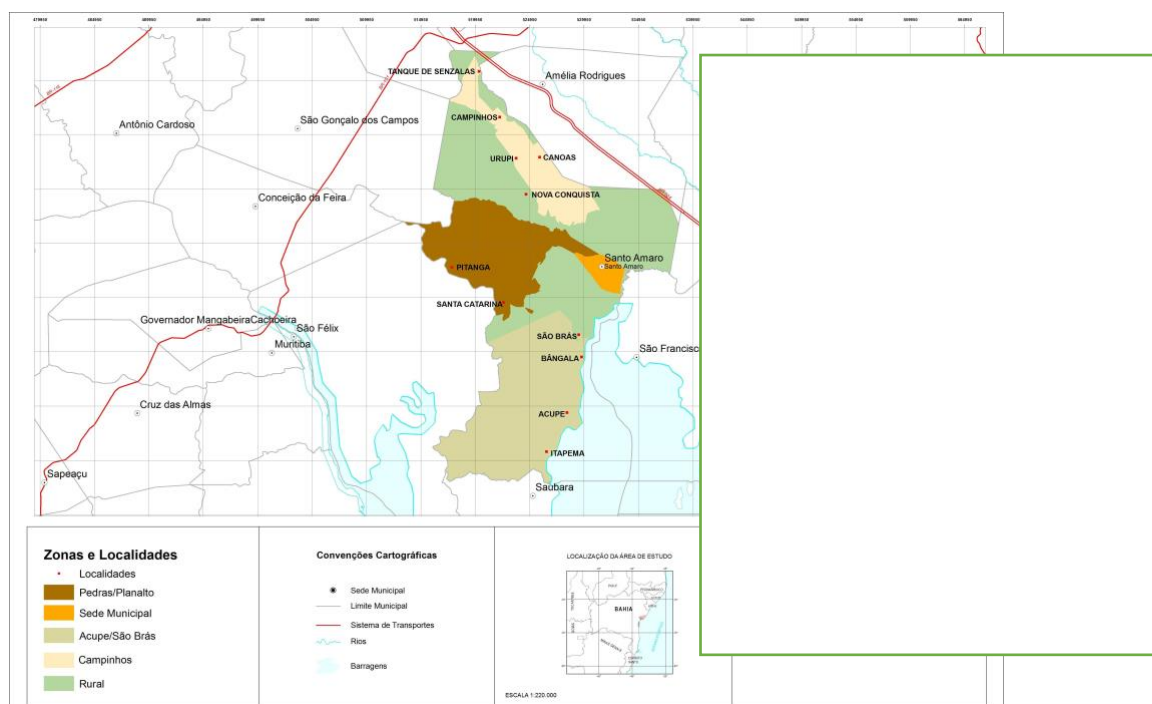 TANQUE DE SENZALAS
Amélia Rodrigues
CAMPINHOS
Antônio Cardoso
São Gonçalo dos Campos
URUPI
CANOAS
NOVA CONQUISTA
Conceição da Feira
Santo Amaro
Santo Amaro
PITANGA
SANTA CATARINA
Governador Mangabeira
Cachoeira
São Félix
SÃO BRÁS
Muritiba
BÂNGALA
São Francisc
Cruz das Almas
ACUPE
ITAPEMA
Sapeaçu
Saubara
Zonas e Localidades
Localidades
Pedras/Planalto
Sede Municipal
Acupe/São Brás
Campinhos
Rural
Convenções Cartográficas
Sede Municipal
Limite Municipal
Sistema de Transportes
Rios
Barragens
LOCALIZAÇÃO DA ÁREA DE ESTUDO
BAHIA
ESCALA 1:220.000